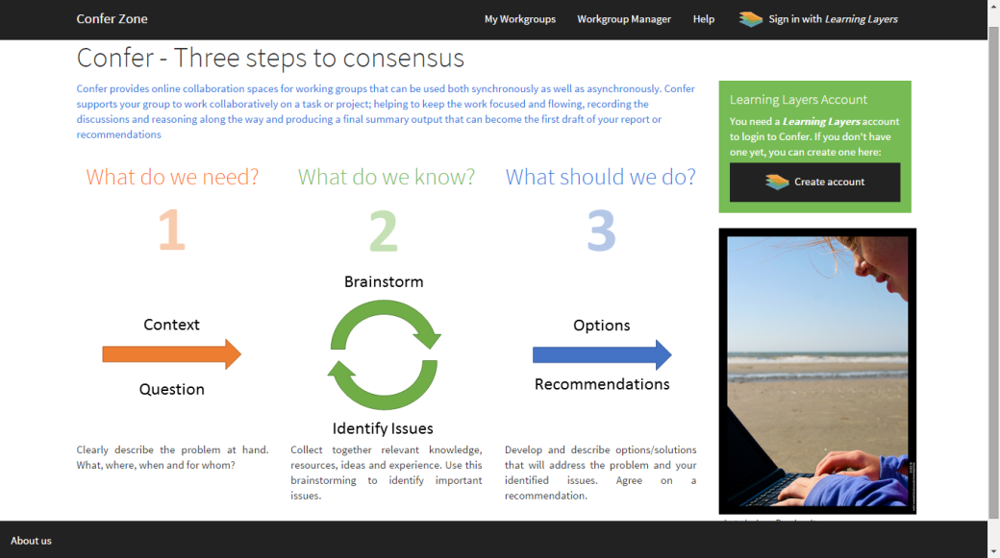 Confer Zone
My Workgroups
Workgroup Manager
Help
Sign in with Learning Layers
Confer - Three steps to consensus
Confer provides online collaboration spaces for working groups that can be used both synchronously as well as asynchronously. Confer
supports your group to work collaboratively on a task or project; helping to keep the work focused and flowing, recording the
discussions and reasoning along the way and producing a final summary output that can become the first draft of your report or
recommendations
What do we need?
1
Context
Question
Clearly describe the problem at hand.
What, where, when and for whom?
What do we know?
2
Brainstorm
Identify Issues
Collect together relevant knowledge,
resources, ideas and experience. Use this
brainstorming to identify important
issues.
What should we do?
3
Options
Recommendations
Develop and describe options/solutions
that will address the problem and your
identified issues. Agree on a
recommendation.
Learning Layers Account
You need a Learning Layers account
to login to Confer. If you don't have
one yet, you can create one here:
Create account
About us